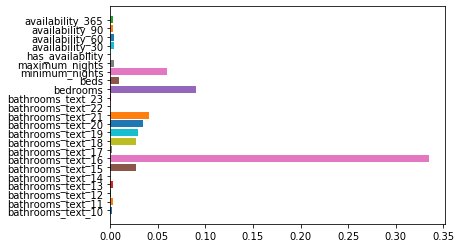 availability_365
availability_90
availability_60
availability_30
has_availability
maximum_nights
minimum_nights
beds
bedrooms
bathrooms_text_23
bathrooms_text_22
bathrooms_text_21
bathrooms_text_20
bathrooms_text_19
bathrooms_text_18
bathrooms_text_17
bathrooms_text_16
bathrooms_text_15
bathrooms_text_14
bathrooms_text_13
bathrooms_text_12
bathrooms_text_11
bathrooms_text_10
0.00 0.05 0.10 0.15 0.20 0.25 0.30 0.35